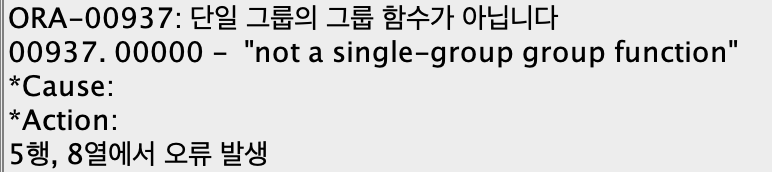 ORA-00937: 단일 그룹의 그룹 함수가 아닙니다
00937. 00000 -  "not a single-group group function"
*Cause:
*Action:
5행, 8열에서 오류 발생